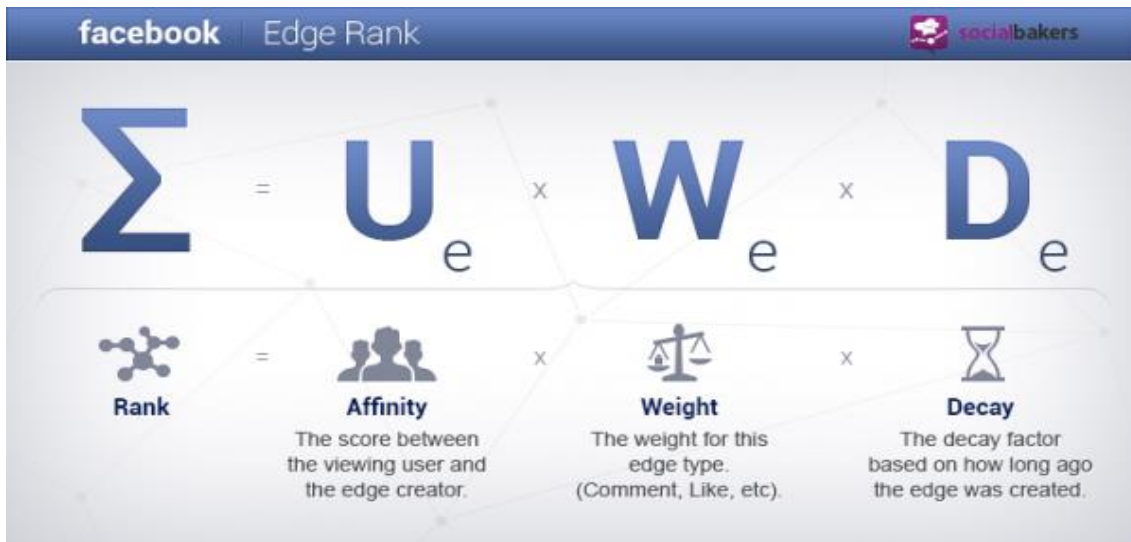 facebook Edge Rank socialbakers
Σ = Ue x We x De
= x x
Rank Affinity Weight Decay
The score between
the viewing user and
the edge creator.
The weight for this
edge type.
(Comment, Like, etc).
The decay factor
based on how long ago
the edge was created.